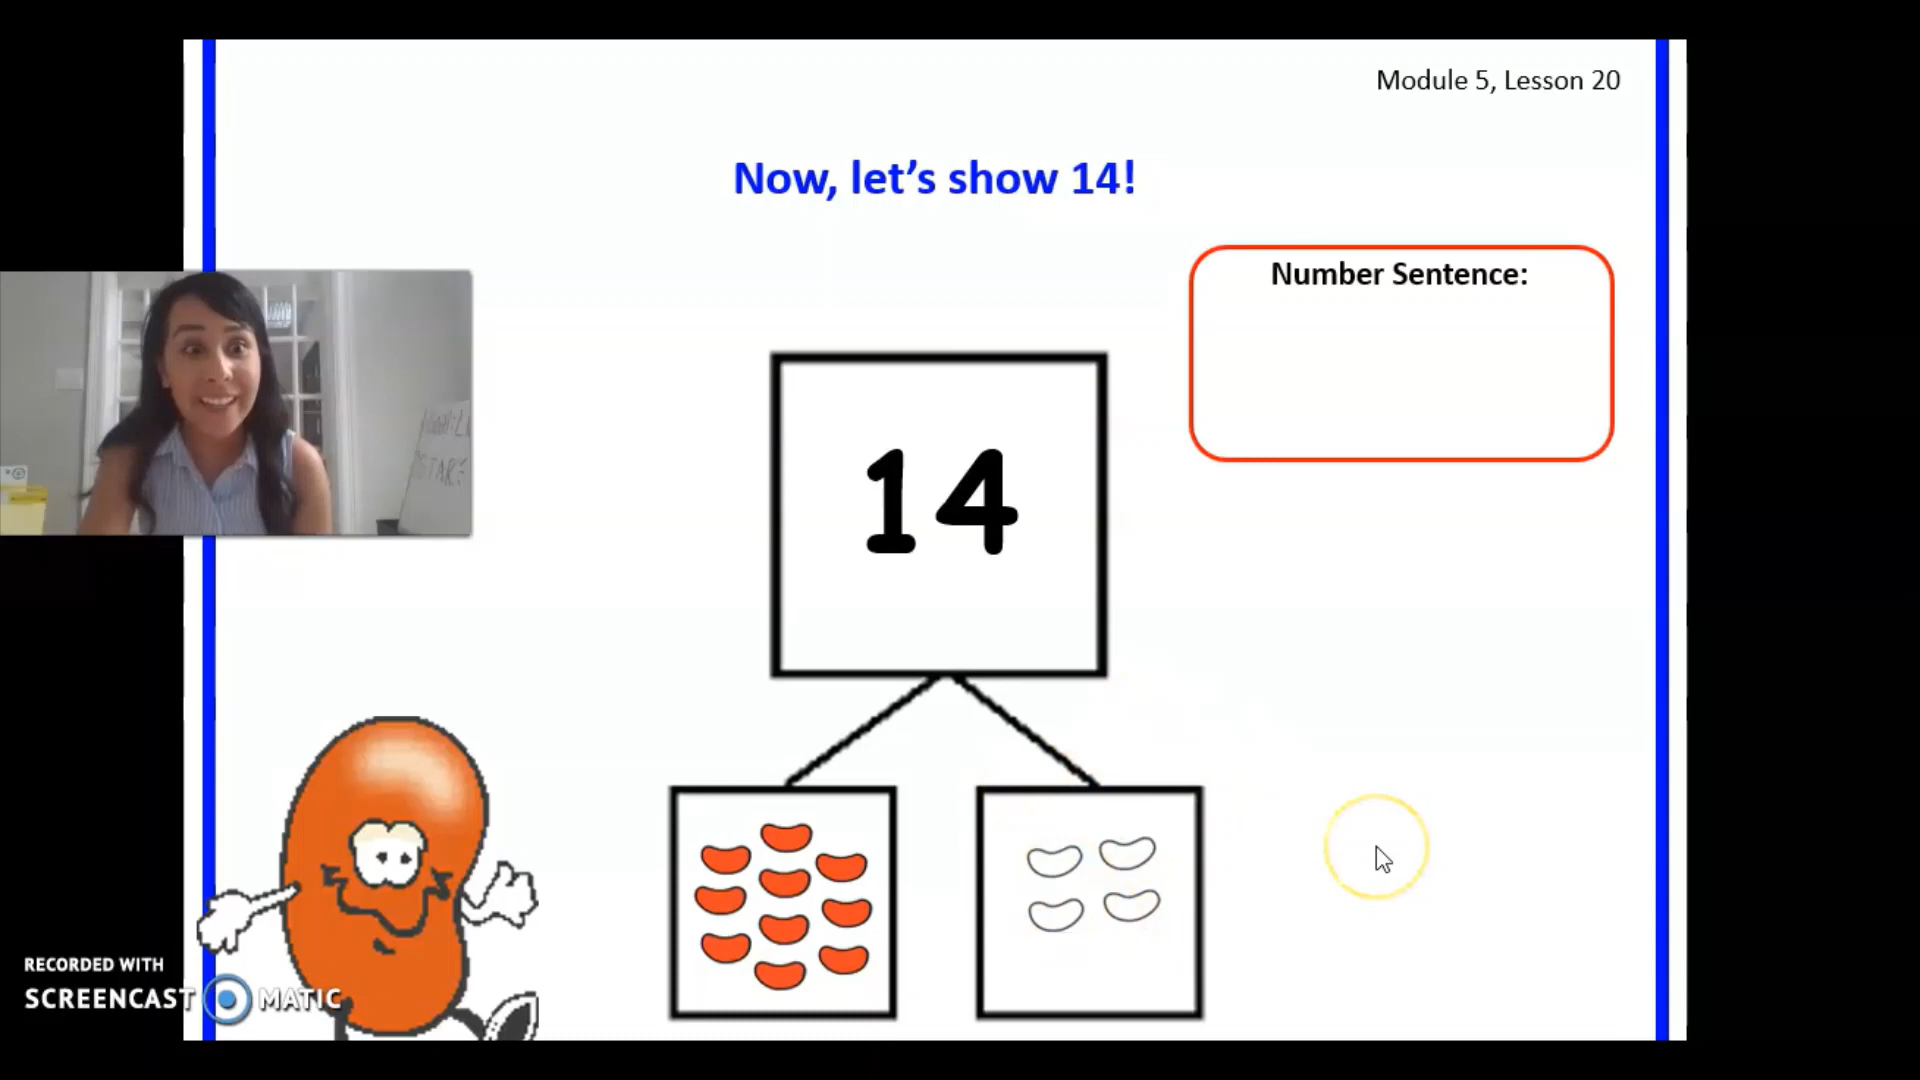 Module 5, Lesson 20
Now, let’s show 14!
Number Sentence:
14
RECORDED WITH
SCREENCAST MATIC